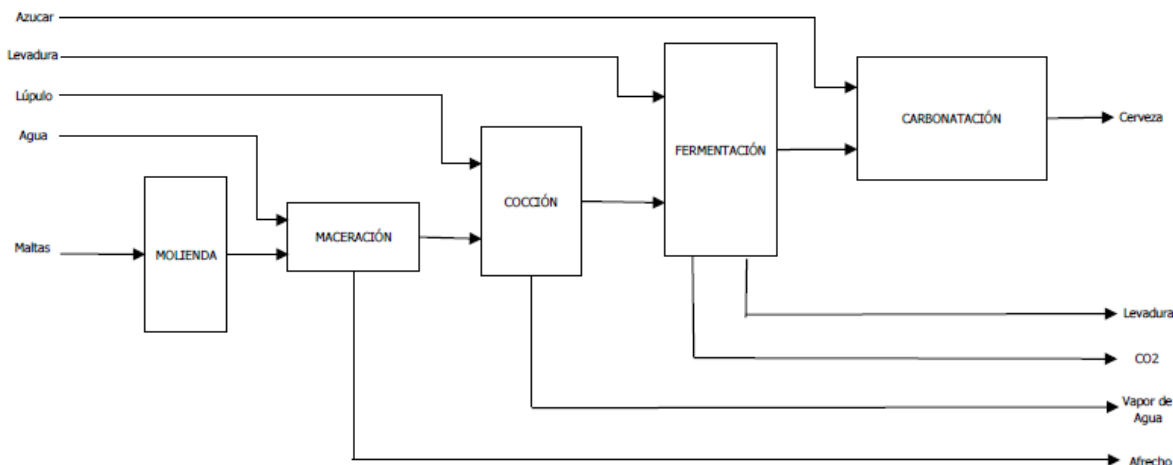 Azucar
Levadura
Lúpulo
Agua
Maltas
MOLIENDA
MACERACIÓN
COCCIÓN
FERMENTACIÓN
CARBONATACIÓN
Cerveza
Levadura
CO2
Vapor de
Agua
Afrecho